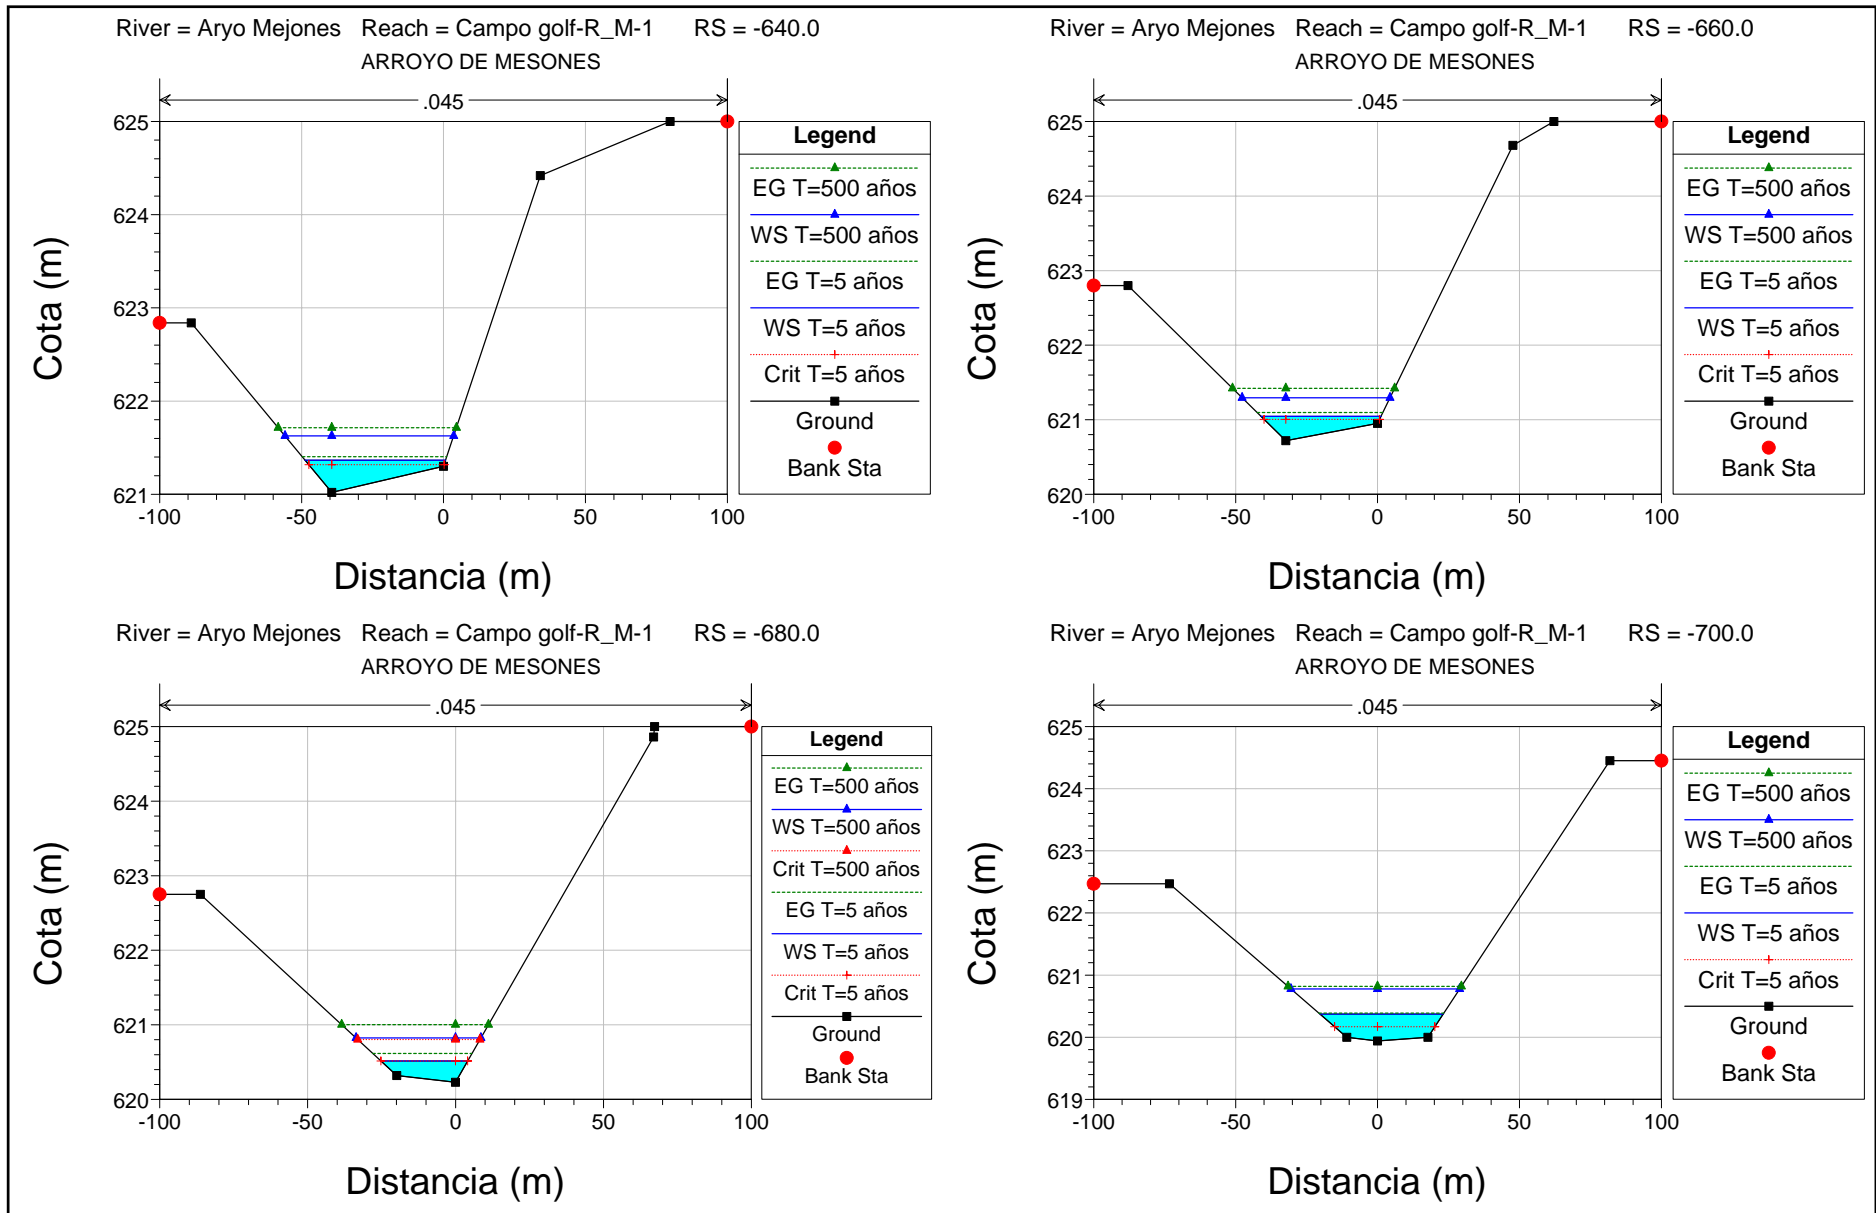 River = Aryo Mejones Reach = Campo golf-R_M-1 RS = -640.0
ARROYO DE MESONES
.045
625
624
623
622
621
-100 -50 0 50 100
Cota (m)
Distancia (m)
Legend
EG T=500 años
WS T=500 años
EG T=5 años
WS T=5 años
Crit T=5 años
Ground
Bank Sta
River = Aryo Mejones Reach = Campo golf-R_M-1 RS = -660.0
ARROYO DE MESONES
.045
625
624
623
622
621
620
-100 -50 0 50 100
Cota (m)
Distancia (m)
Legend
EG T=500 años
WS T=500 años
EG T=5 años
WS T=5 años
Crit T=5 años
Ground
Bank Sta
River = Aryo Mejones Reach = Campo golf-R_M-1 RS = -680.0
ARROYO DE MESONES
.045
625
624
623
622
621
620
-100 -50 0 50 100
Cota (m)
Distancia (m)
Legend
EG T=500 años
WS T=500 años
Crit T=500 años
EG T=5 años
WS T=5 años
Crit T=5 años
Ground
Bank Sta
River = Aryo Mejones Reach = Campo golf-R_M-1 RS = -700.0
ARROYO DE MESONES
.045
625
624
623
622
621
620
619
-100 -50 0 50 100
Cota (m)
Distancia (m)
Legend
EG T=500 años
WS T=500 años
EG T=5 años
WS T=5 años
Crit T=5 años
Ground
Bank Sta